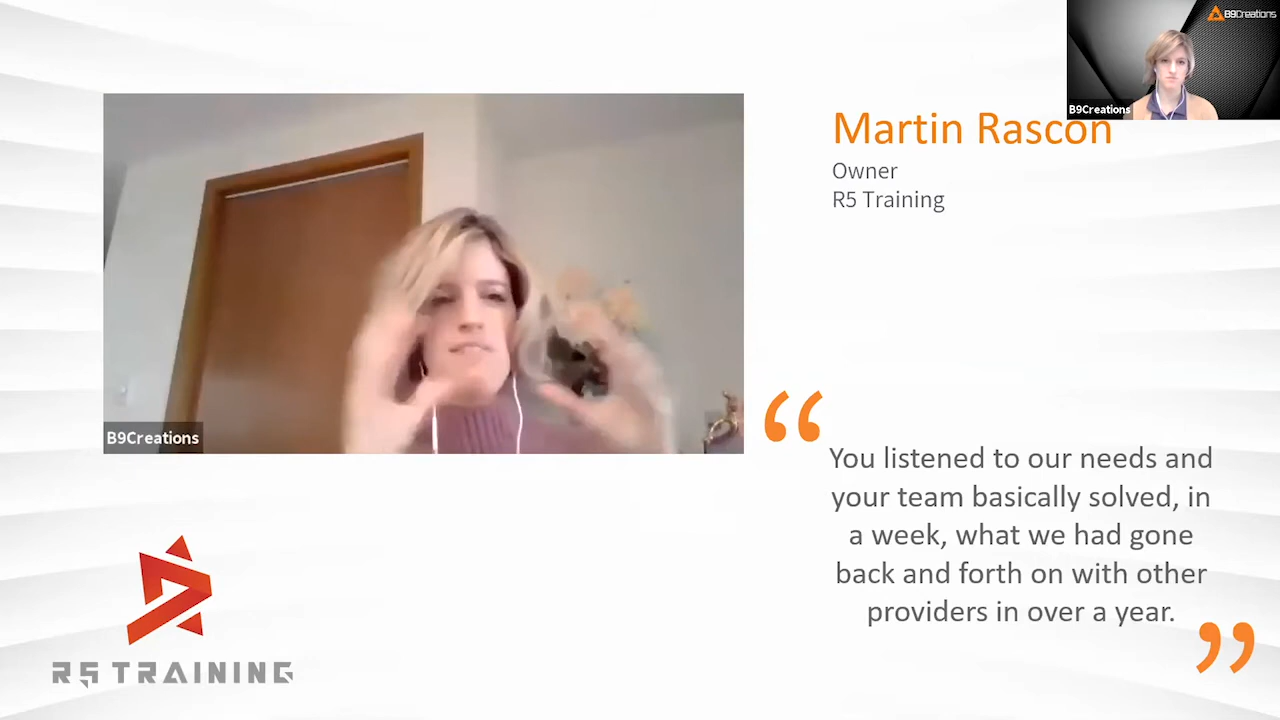 B9Creations
B9Creations
Martin Rascon
Owner
R5 Training
B9Creations
“
You listened to our needs and
your team basically solved, in
a week, what we had gone
back and forth on with other
providers in over a year.
”
R5 TRAINING